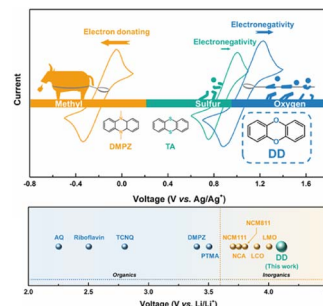 Electron donating
Electronegativity
Electronegativity
Current
Methyl
Sulfur
Oxygen
DMPZ
TA
DD
-0.8
-0.4
0.0
0.4
0.8
1.2
1.6
Voltage (V vs. Ag/Ag⁺)
NCM811
NCM111
LMO
AQ
Riboflavin
TCNQ
DMPZ
PTMA
NCA
LCO
DD
(This work)
Organics
Inorganics
2.0
2.5
3.0
3.5
4.0
Voltage (V vs. Li/Li⁺)